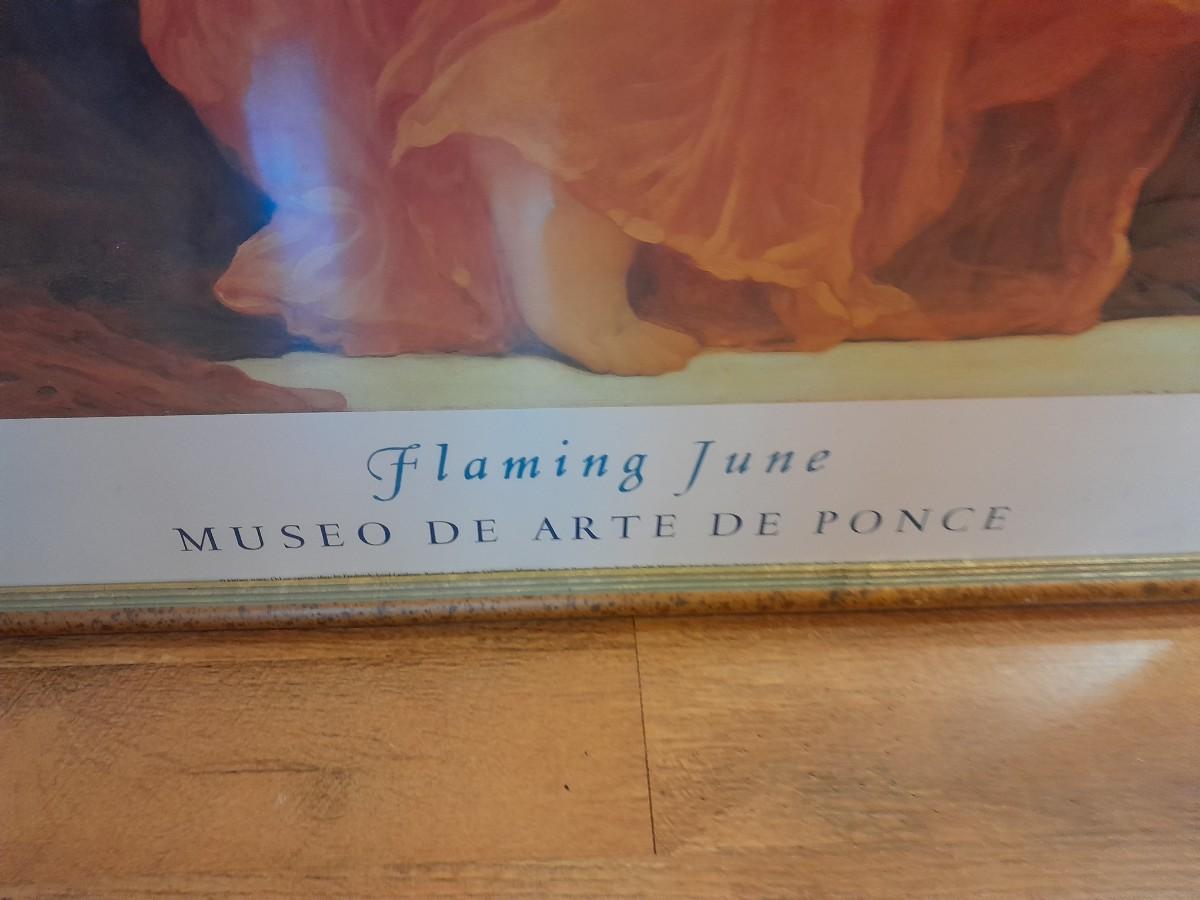 Flaming June
MUSEO DE ARTE DE PONCE